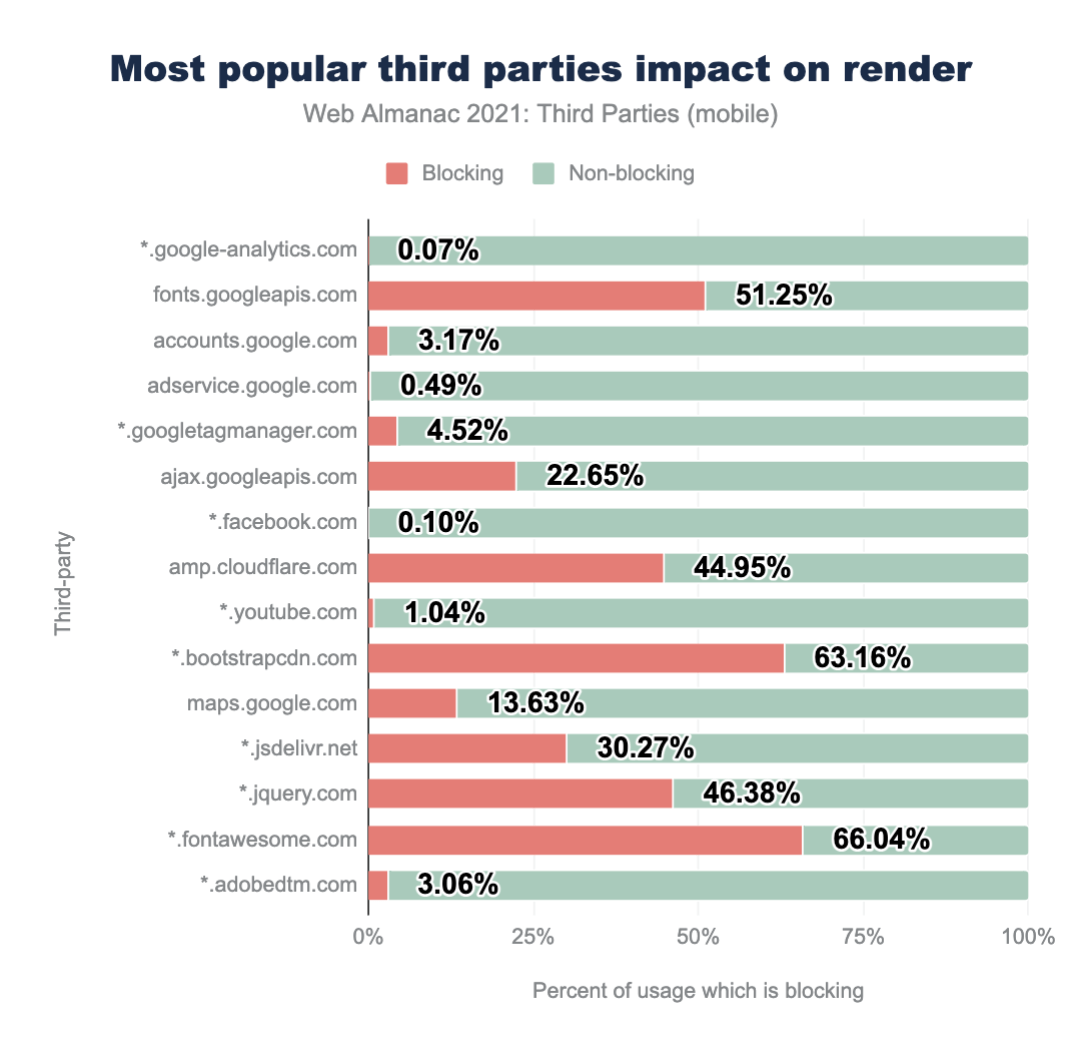 Most popular third parties impact on render
Web Almanac 2021: Third Parties (mobile)
Blocking Non-blocking
*.google-analytics.com 0.07%
fonts.googleapis.com 51.25%
accounts.google.com 3.17%
adservice.google.com 0.49%
*.googletagmanager.com 4.52%
ajax.googleapis.com 22.65%
*.facebook.com 0.10%
amp.cloudflare.com 44.95%
*.youtube.com 1.04%
*.bootstrapcdn.com 63.16%
maps.google.com 13.63%
*.jsdelivr.net 30.27%
*.jquery.com 46.38%
*.fontawesome.com 66.04%
*.adobedtm.com 3.06%
Third-party
0% 25% 50% 75% 100%
Percent of usage which is blocking